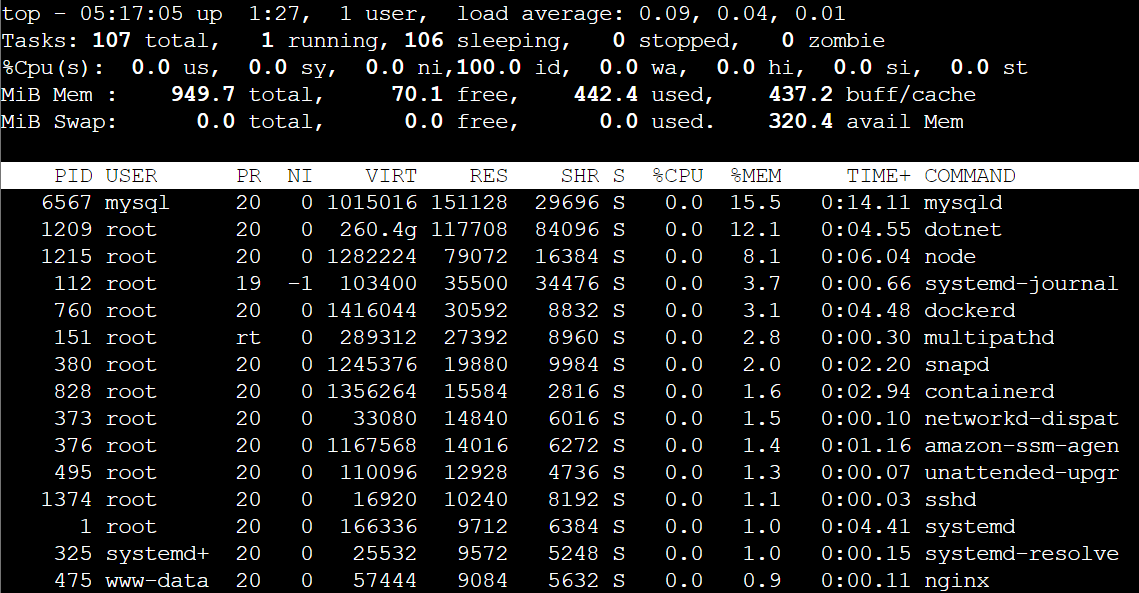 top - 05:17:05 up  1:27,  1 user,  load average: 0.09, 0.04, 0.01
Tasks: 107 total,   1 running, 106 sleeping,   0 stopped,   0 zombie
%Cpu(s):  0.0 us,  0.0 sy,  0.0 ni,100.0 id,  0.0 wa,  0.0 hi,  0.0 si,  0.0 st
MiB Mem :    949.7 total,     70.1 free,    442.4 used,    437.2 buff/cache
MiB Swap:      0.0 total,      0.0 free,      0.0 used.    320.4 avail Mem
    PID USER      PR  NI    VIRT    RES    SHR S  %CPU  %MEM     TIME+ COMMAND
   6567 mysql     20   0 1015016 151128  29696 S   0.0  15.5   0:14.11 mysqld
   1209 root      20   0  260.4g 117708  84096 S   0.0  12.1   0:04.55 dotnet
   1215 root      20   0 1282224  79072  16384 S   0.0   8.1   0:06.04 node
    112 root      19  -1  103400  35500  34476 S   0.0   3.7   0:00.66 systemd-journal
    760 root      20   0 1416044  30592   8832 S   0.0   3.1   0:04.48 dockerd
    151 root      rt   0  289312  27392   8960 S   0.0   2.8   0:00.30 multipathd
    380 root      20   0 1245376  19880   9984 S   0.0   2.0   0:02.20 snapd
    828 root      20   0 1356264  15584   2816 S   0.0   1.6   0:02.94 containerd
    373 root      20   0   33080  14840   6016 S   0.0   1.5   0:00.10 networkd-dispat
    376 root      20   0 1167568  14016   6272 S   0.0   1.4   0:01.16 amazon-ssm-agen
    495 root      20   0  110096  12928   4736 S   0.0   1.3   0:00.07 unattended-upgr
   1374 root      20   0   16920  10240   8192 S   0.0   1.1   0:00.03 sshd
      1 root      20   0  166336   9712   6384 S   0.0   1.0   0:04.41 systemd
    325 systemd+  20   0   25532   9572   5248 S   0.0   1.0   0:00.15 systemd-resolve
    475 www-data  20   0   57444   9084   5632 S   0.0   0.9   0:00.11 nginx